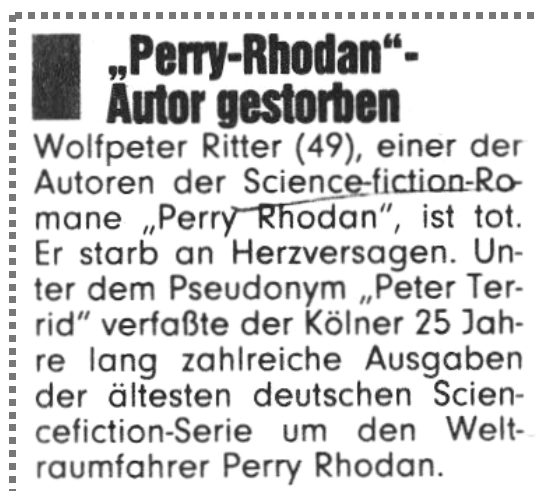 „Perry-Rhodan“-
Autor gestorben
Wolfpeter Ritter (49), einer der
Autoren der Science-fiction-Ro-
mane „Perry Rhodan“, ist tot.
Er starb an Herzversagen. Un-
ter dem Pseudonym „Peter Ter-
rid“ verfaßte der Kölner 25 Jah-
re lang zahlreiche Ausgaben
der ältesten deutschen Scien-
cefiction-Serie um den Welt-
raumfahrer Perry Rhodan.